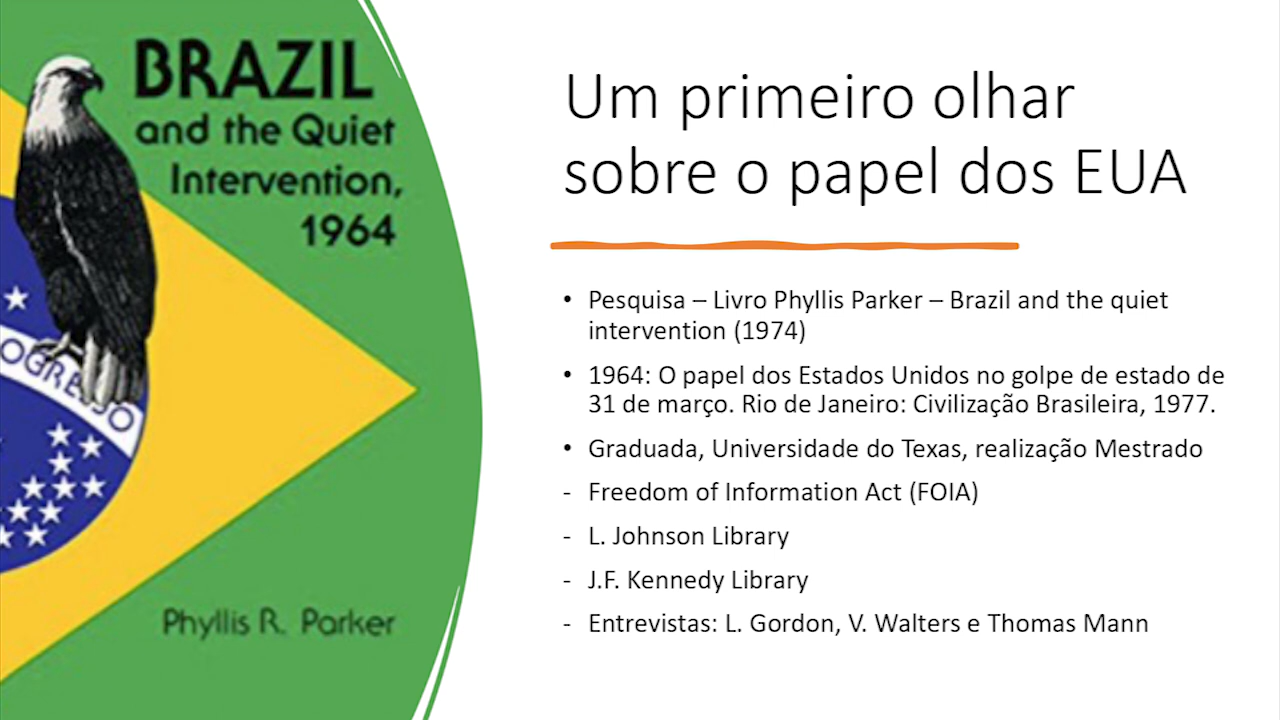 BRAZIL
and the Quiet
Intervention,
1964
OGRESSO
Phyllis R. Parker
Um primeiro olhar
sobre o papel dos EUA
• Pesquisa – Livro Phyllis Parker – Brazil and the quiet
intervention (1974)
• 1964: O papel dos Estados Unidos no golpe de estado de
31 de março. Rio de Janeiro: Civilização Brasileira, 1977.
• Graduada, Universidade do Texas, realização Mestrado
- Freedom of Information Act (FOIA)
- L. Johnson Library
- J.F. Kennedy Library
- Entrevistas: L. Gordon, V. Walters e Thomas Mann